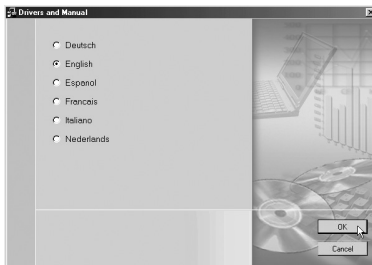 Drivers and Manual
Deutsch
English
Espanol
Francais
Italiano
Nederlands
OK
Cancel